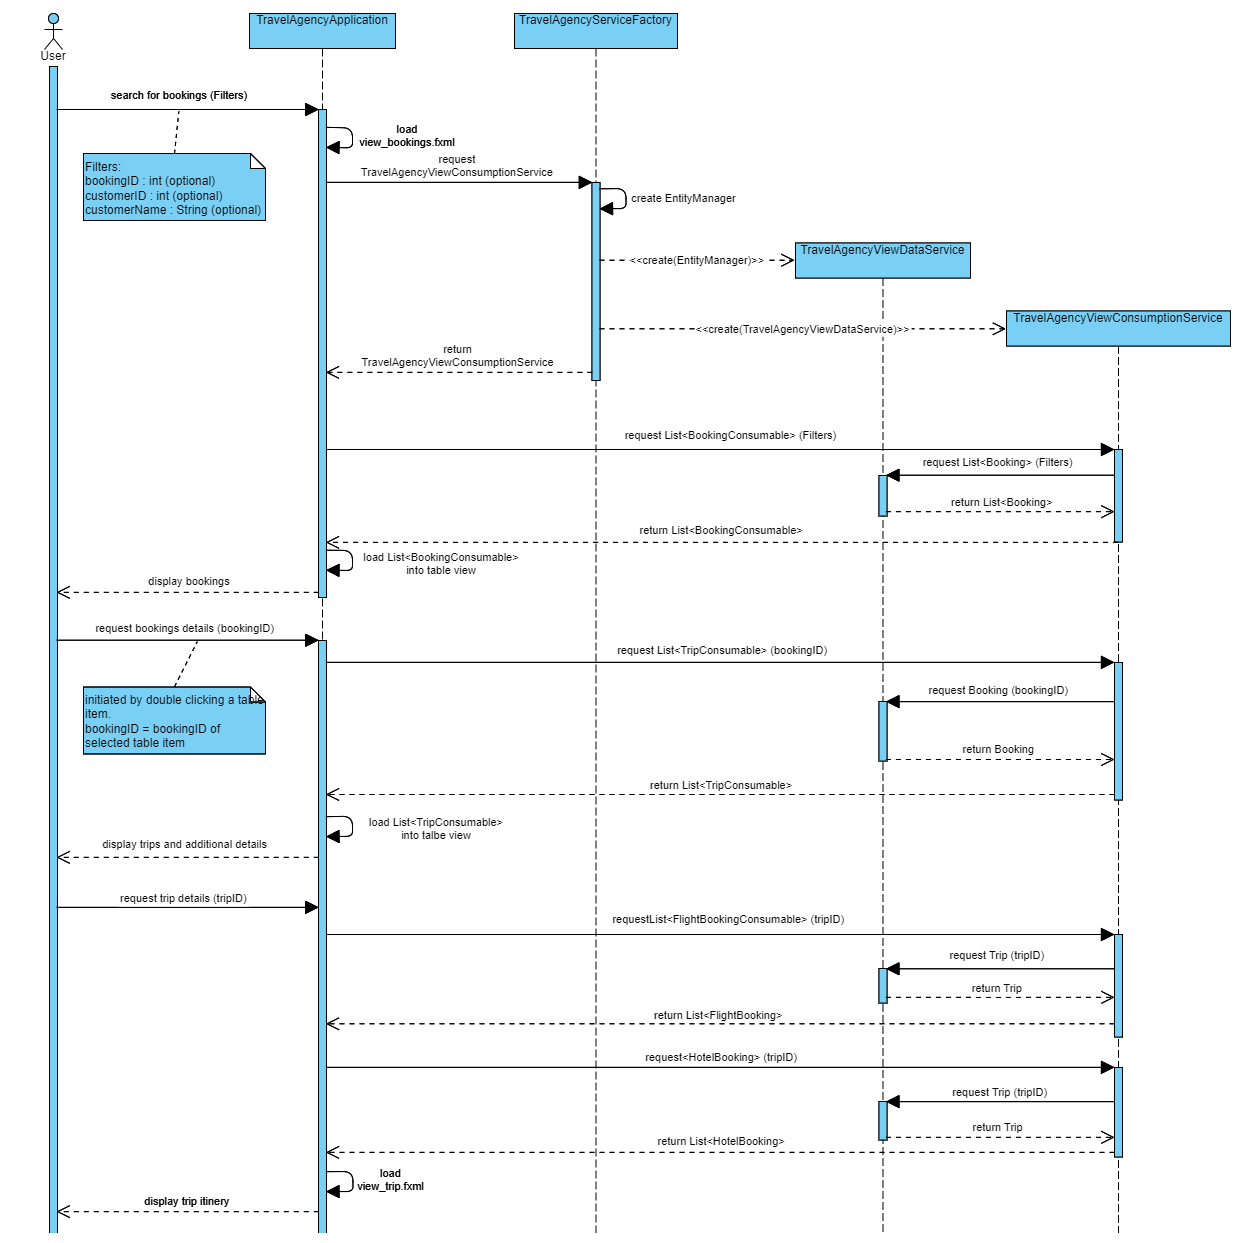 TravelAgencyApplication
TravelAgencyServiceFactory
User
search for bookings (Filters)
load
view_bookings.fxml
Filters:
bookingID : int (optional)
customerID : int (optional)
customerName : String (optional)
request
TravelAgencyViewConsumptionService
create EntityManager
TravelAgencyViewDataService
<<create(EntityManager)>>
TravelAgencyViewConsumptionService
<<create(TravelAgencyViewDataService)>>
return
TravelAgencyViewConsumptionService
request List<BookingConsumable> (Filters)
request List<Booking> (Filters)
return List<Booking>
return List<BookingConsumable>
load List<BookingConsumable>
into table view
display bookings
request bookings details (bookingID)
request List<TripConsumable> (bookingID)
initiated by double clicking a table
item.
bookingID = bookingID of
selected table item
request Booking (bookingID)
return Booking
return List<TripConsumable>
load List<TripConsumable>
into talbe view
display trips and additional details
request trip details (tripID)
requestList<FlightBookingConsumable> (tripID)
request Trip (tripID)
return Trip
return List<FlightBooking>
request<HotelBooking> (tripID)
request Trip (tripID)
return Trip
return List<HotelBooking>
load
view_trip.fxml
display trip itinery